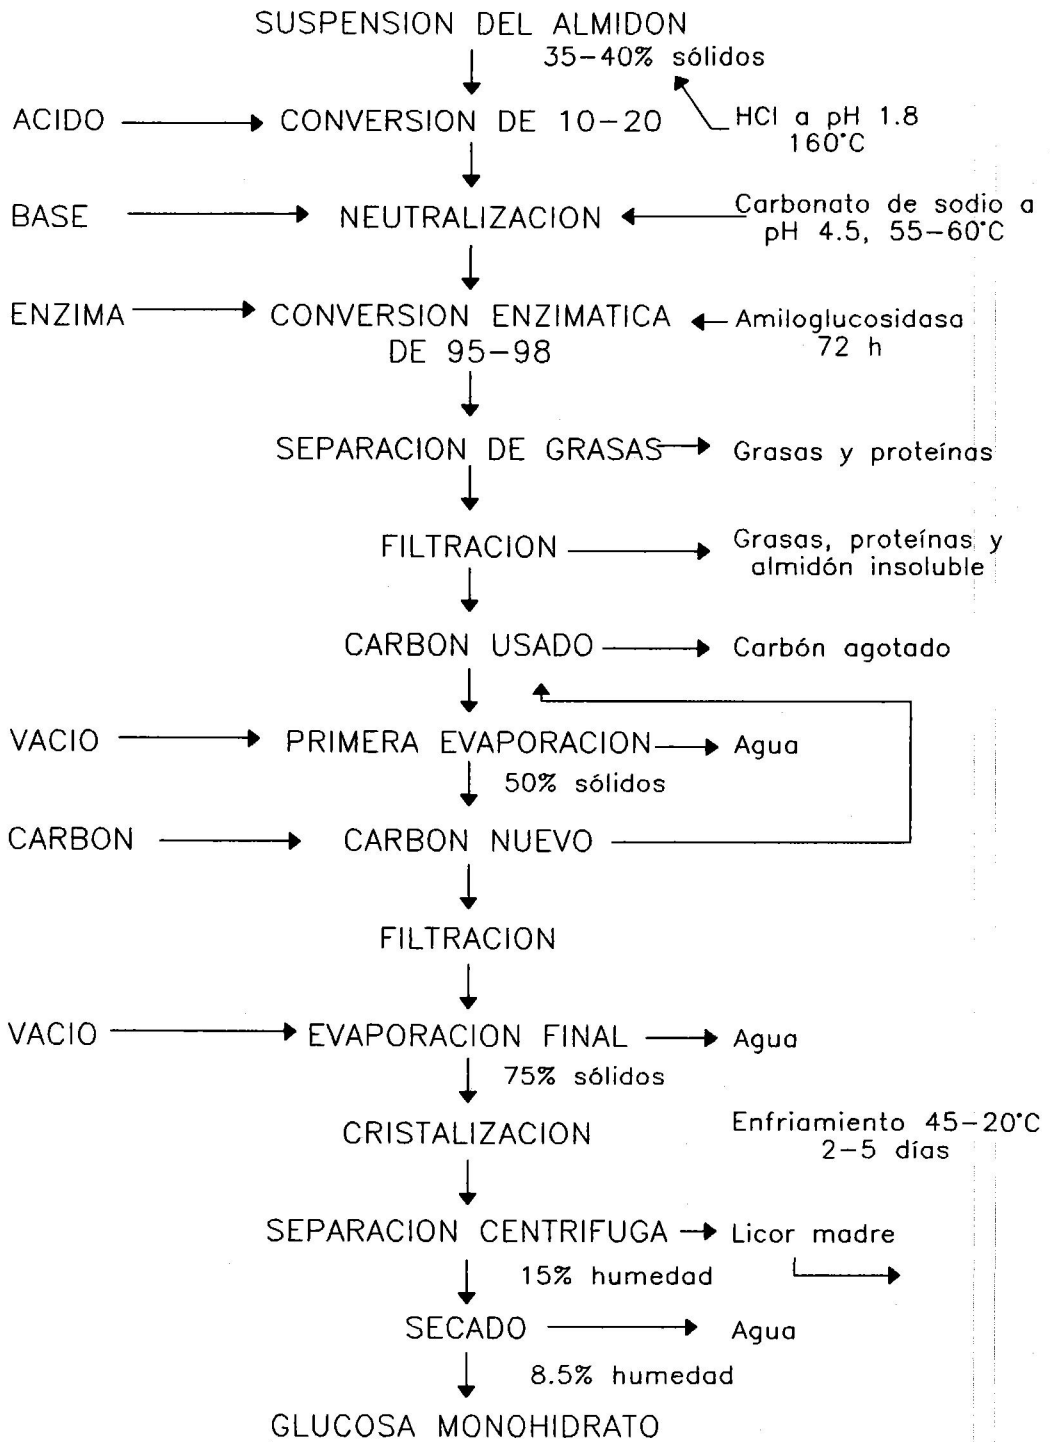 SUSPENSION DEL ALMIDON
35-40% sólidos
ACIDO
CONVERSION DE 10-20
HCl a pH 1.8
160°C
BASE
NEUTRALIZACION
Carbonato de sodio a
pH 4.5, 55-60°C
ENZIMA
CONVERSION ENZIMATICA
DE 95-98
Amiloglucosidasa
72 h
SEPARACION DE GRASAS
Grasas y proteínas
FILTRACION
Grasas, proteínas y
almidón insoluble
CARBON USADO
Carbón agotado
VACIO
PRIMERA EVAPORACION
Agua
50% sólidos
CARBON
CARBON NUEVO
FILTRACION
VACIO
EVAPORACION FINAL
Agua
75% sólidos
CRISTALIZACION
Enfriamiento 45-20°C
2-5 días
SEPARACION CENTRIFUGA
Licor madre
15% humedad
SECADO
Agua
8.5% humedad
GLUCOSA MONOHIDRATO